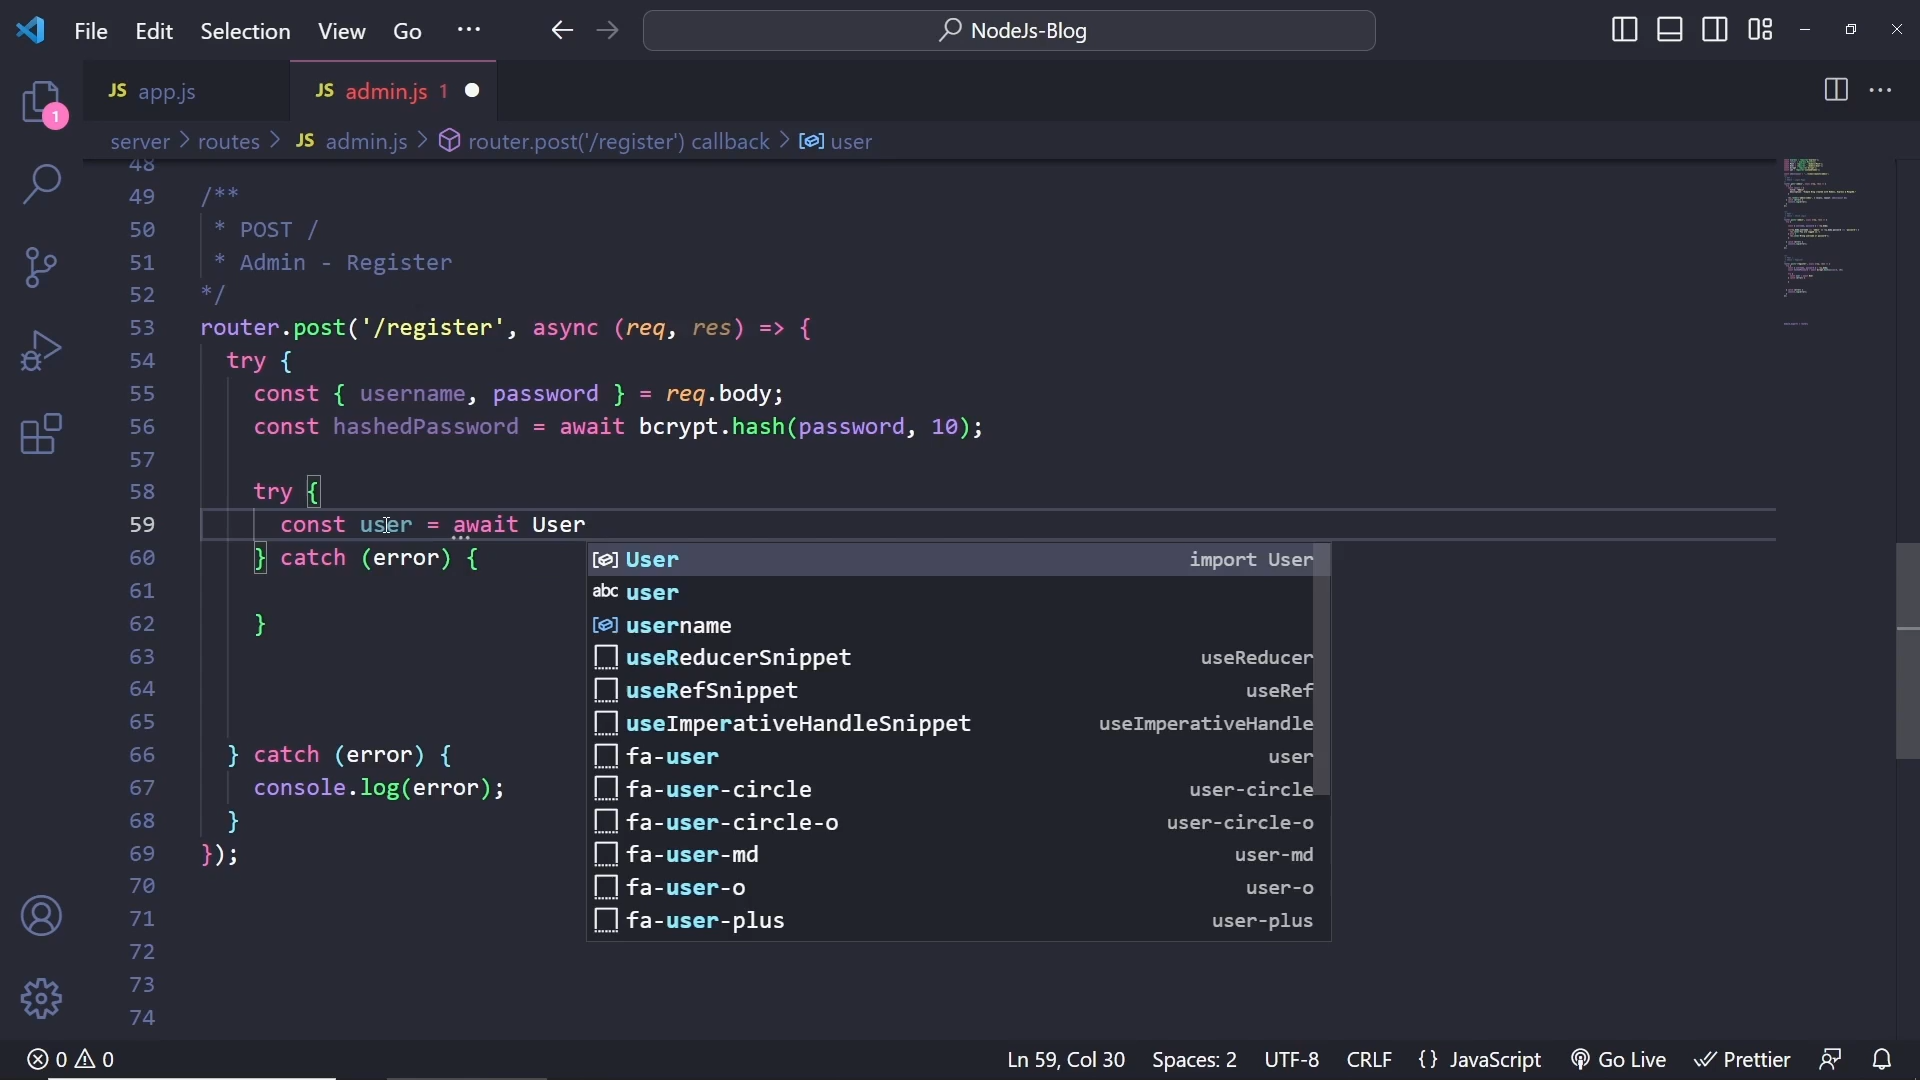 File Edit Selection View Go ··· NodeJs-Blog
JS app.js JS admin.js 1
1
server > routes > JS admin.js > router.post('/register') callback > user
48
49 /**
50 * POST /
51 * Admin - Register
52 */
53 router.post('/register', async (req, res) => {
54 try {
55 const { username, password } = req.body;
56 const hashedPassword = await bcrypt.hash(password, 10);
57
58 try {
59 const user = await User
60 } catch (error) {
61
62 }
63
64
65
66 } catch (error) {
67 console.log(error);
68 }
69 });
70
71
72
73
74
User import User
abc user
username
useReducerSnippet useReducer
useRefSnippet useRef
useImperativeHandleSnippet useImperativeHandle
fa-user user
fa-user-circle user-circle
fa-user-circle-o user-circle-o
fa-user-md user-md
fa-user-o user-o
fa-user-plus user-plus
0 0 Ln 59, Col 30 Spaces: 2 UTF-8 CRLF {} JavaScript Go Live Prettier